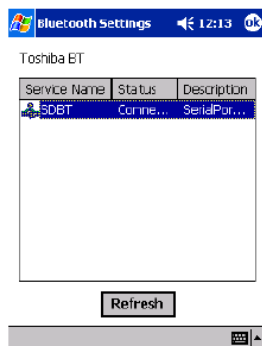 Bluetooth Settings 12:13 ok
Toshiba BT
Service Name Status Description
SDBT Conne... SerialPor...
Refresh